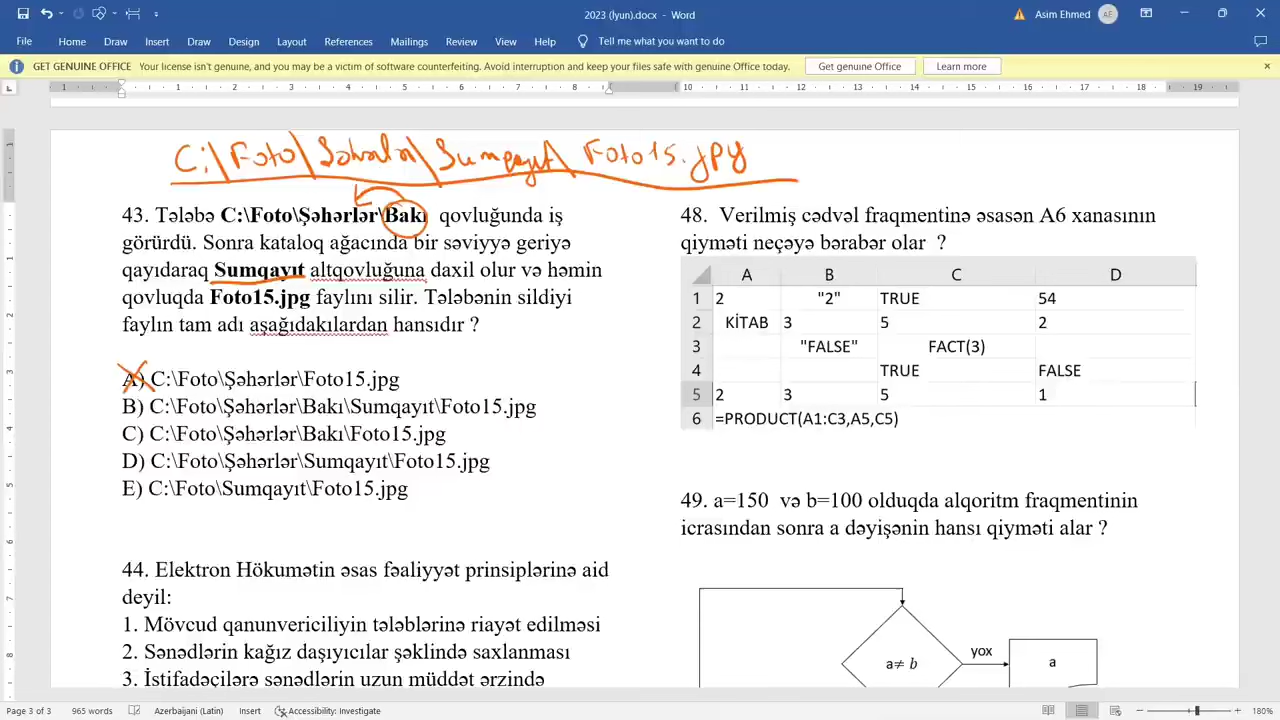 2023 (İyun).docx - Word
Asim Ahmed AE
File Home Insert Draw Design Layout References Mailings Review View Help Tell me what you want to do
GET GENUINE OFFICE Your license isn't genuine, and you may be a victim of software counterfeiting. Avoid interruption and keep your files safe with genuine Office today. Get genuine Office Learn more
C:\Foto\Şəhərlər\Sumqayıt\Foto15.jpg
43. Tələbə C:\Foto\Şəhərlər\Bakı qovluğunda iş
görürdü. Sonra kataloq ağacında bir səviyyə geriyə
qayıdaraq Sumqayıt altqovluğuna daxil olur və həmin
qovluqda Foto15.jpg faylını silir. Tələbənin sildiyi
faylın tam adı aşağıdakılardan hansıdır ?
A) C:\Foto\Şəhərlər\Foto15.jpg
B) C:\Foto\Şəhərlər\Bakı\Sumqayıt\Foto15.jpg
C) C:\Foto\Şəhərlər\Bakı\Foto15.jpg
D) C:\Foto\Şəhərlər\Sumqayıt\Foto15.jpg
E) C:\Foto\Sumqayıt\Foto15.jpg
44. Elektron Hökumətin əsas fəaliyyət prinsiplərinə aid
deyil:
1. Mövcud qanunvericiliyin tələblərinə riayət edilməsi
2. Sənədlərin kağız daşıyıcılar şəklində saxlanması
3. İstifadəçilərə sənədlərin uzun müddət ərzində
48. Verilmiş cədvəl fraqmentinə əsasən A6 xanasının
qiyməti neçəyə bərabər olar ?
A B C D
1 2 "2" TRUE 54
2 KİTAB 3 5 2
3 "FALSE" FACT(3)
4 TRUE FALSE
5 2 3 5 1
6 =PRODUCT(A1:C3,A5,C5)
49. a=150 və b=100 olduqda alqoritm fraqmentinin
icrasından sonra a dəyişənin hansı qiyməti alar ?
a≠ b
yox
a
Page 3 of 3 965 words Azerbaijani (Latin) Insert Accessibility: Investigate 180%